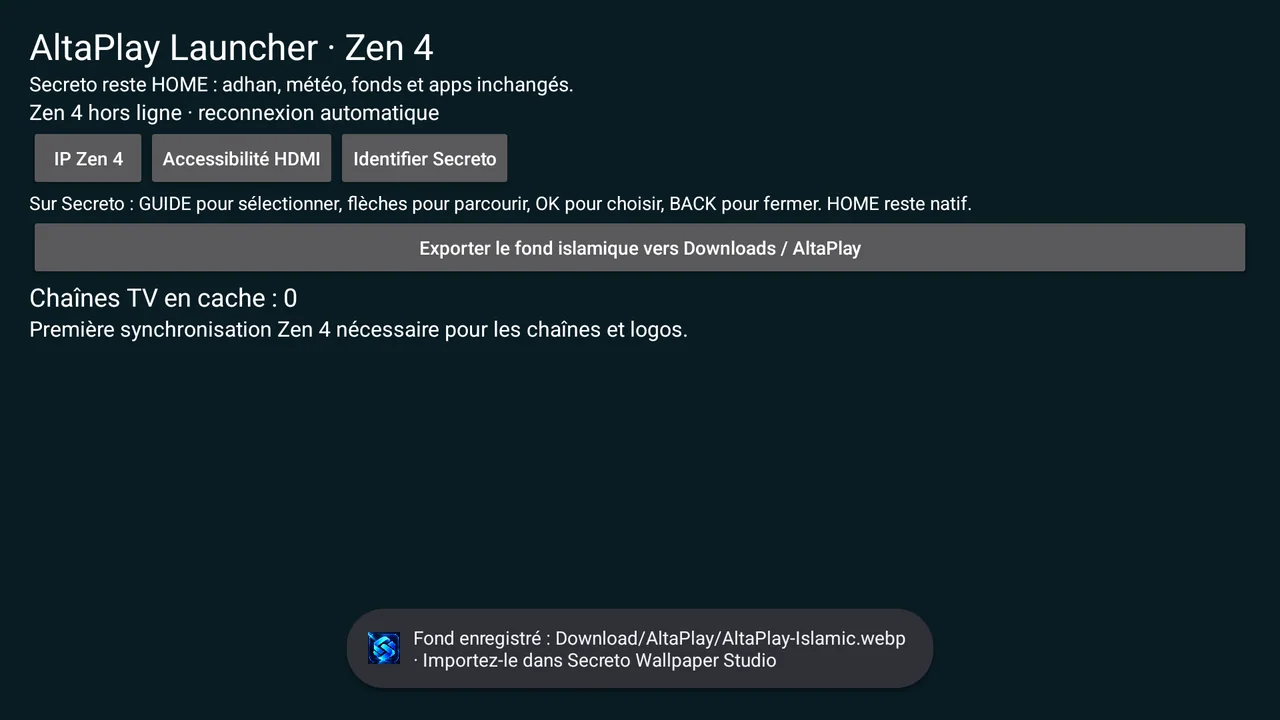 AltaPlay Launcher · Zen 4
Secreto reste HOME : adhan, météo, fonds et apps inchangés.
Zen 4 hors ligne · reconnexion automatique
IP Zen 4
Accessibilité HDMI
Identifier Secreto
Sur Secreto : GUIDE pour sélectionner, flèches pour parcourir, OK pour choisir, BACK pour fermer. HOME reste natif.
Exporter le fond islamique vers Downloads / AltaPlay
Chaînes TV en cache : 0
Première synchronisation Zen 4 nécessaire pour les chaînes et logos.
Fond enregistré : Download/AltaPlay/AltaPlay-Islamic.webp
· Importez-le dans Secreto Wallpaper Studio